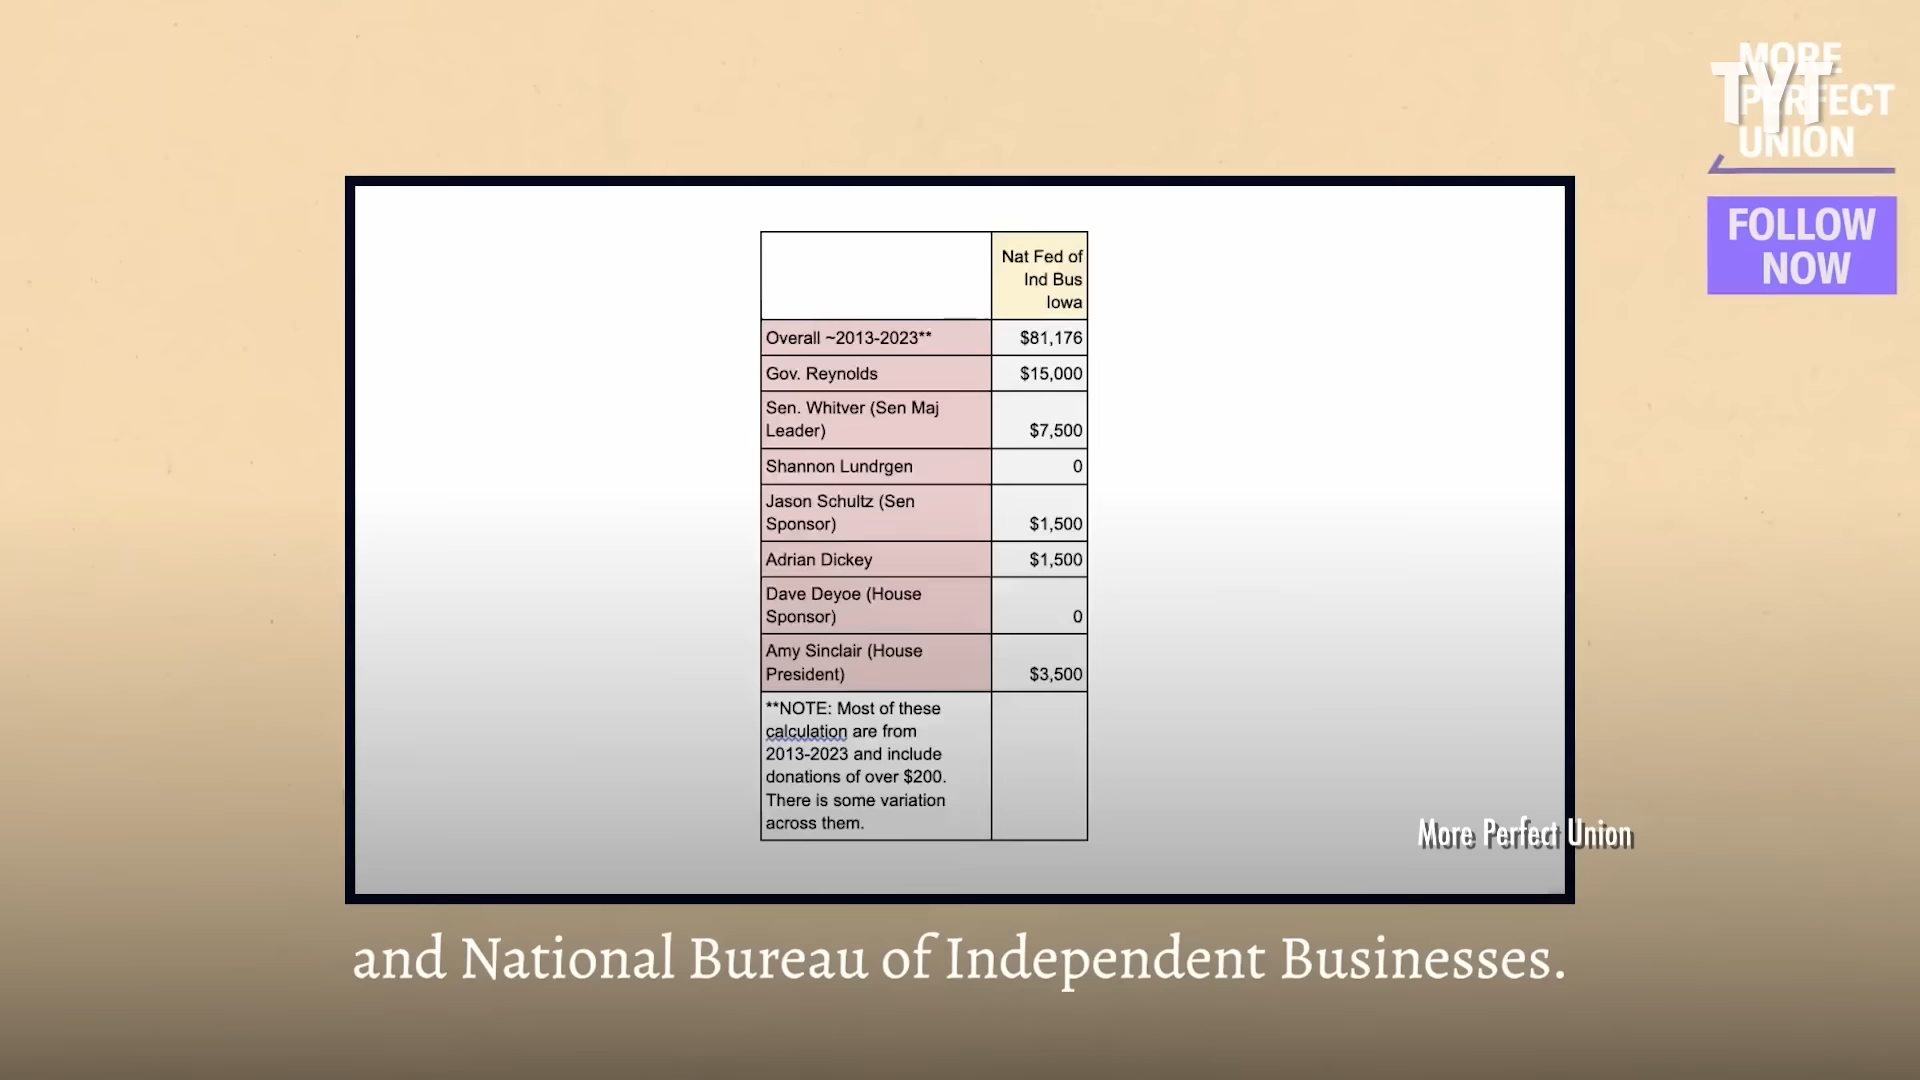 MORE
PERFECT
UNION
TYT
FOLLOW
NOW
Nat Fed of
Ind Bus
Iowa
Overall ~2013-2023** $81,176
Gov. Reynolds $15,000
Sen. Whitver (Sen Maj
Leader) $7,500
Shannon Lundrgen 0
Jason Schultz (Sen
Sponsor) $1,500
Adrian Dickey $1,500
Dave Deyoe (House
Sponsor) 0
Amy Sinclair (House
President) $3,500
**NOTE: Most of these
calculation are from
2013-2023 and include
donations of over $200.
There is some variation
across them.
More Perfect Union
and National Bureau of Independent Businesses.